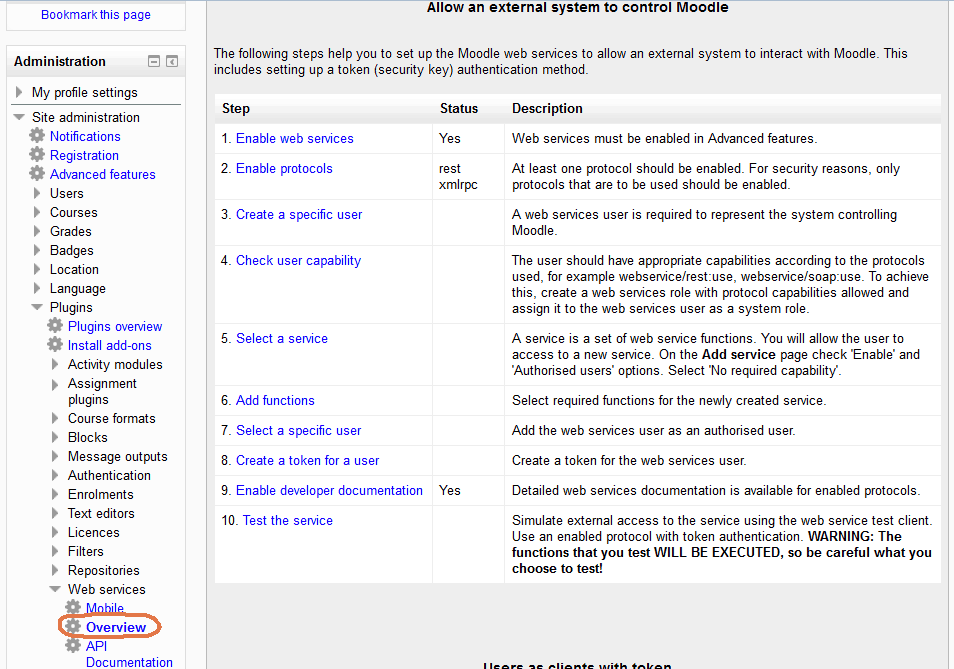 Bookmark this page
Administration
My profile settings
Site administration
Notifications
Registration
Advanced features
Users
Courses
Grades
Badges
Location
Language
Plugins
Plugins overview
Install add-ons
Activity modules
Assignment
plugins
Course formats
Blocks
Message outputs
Authentication
Enrolments
Text editors
Licences
Filters
Repositories
Web services
Mobile
Overview
API
Documentation
Allow an external system to control Moodle
The following steps help you to set up the Moodle web services to allow an external system to interact with Moodle. This
includes setting up a token (security key) authentication method.
Step Status Description
1. Enable web services Yes Web services must be enabled in Advanced features.
2. Enable protocols rest At least one protocol should be enabled. For security reasons, only
xmlrpc protocols that are to be used should be enabled.
3. Create a specific user A web services user is required to represent the system controlling
Moodle.
4. Check user capability The user should have appropriate capabilities according to the protocols
used, for example webservice/rest:use, webservice/soap:use. To achieve
this, create a web services role with protocol capabilities allowed and
assign it to the web services user as a system role.
5. Select a service A service is a set of web service functions. You will allow the user to
access to a new service. On the Add service page check 'Enable' and
'Authorised users' options. Select 'No required capability'.
6. Add functions Select required functions for the newly created service.
7. Select a specific user Add the web services user as an authorised user.
8. Create a token for a user Create a token for the web services user.
9. Enable developer documentation Yes Detailed web services documentation is available for enabled protocols.
10. Test the service Simulate external access to the service using the web service test client.
Use an enabled protocol with token authentication. WARNING: The
functions that you test WILL BE EXECUTED, so be careful what you
choose to test!
Users as clients with token